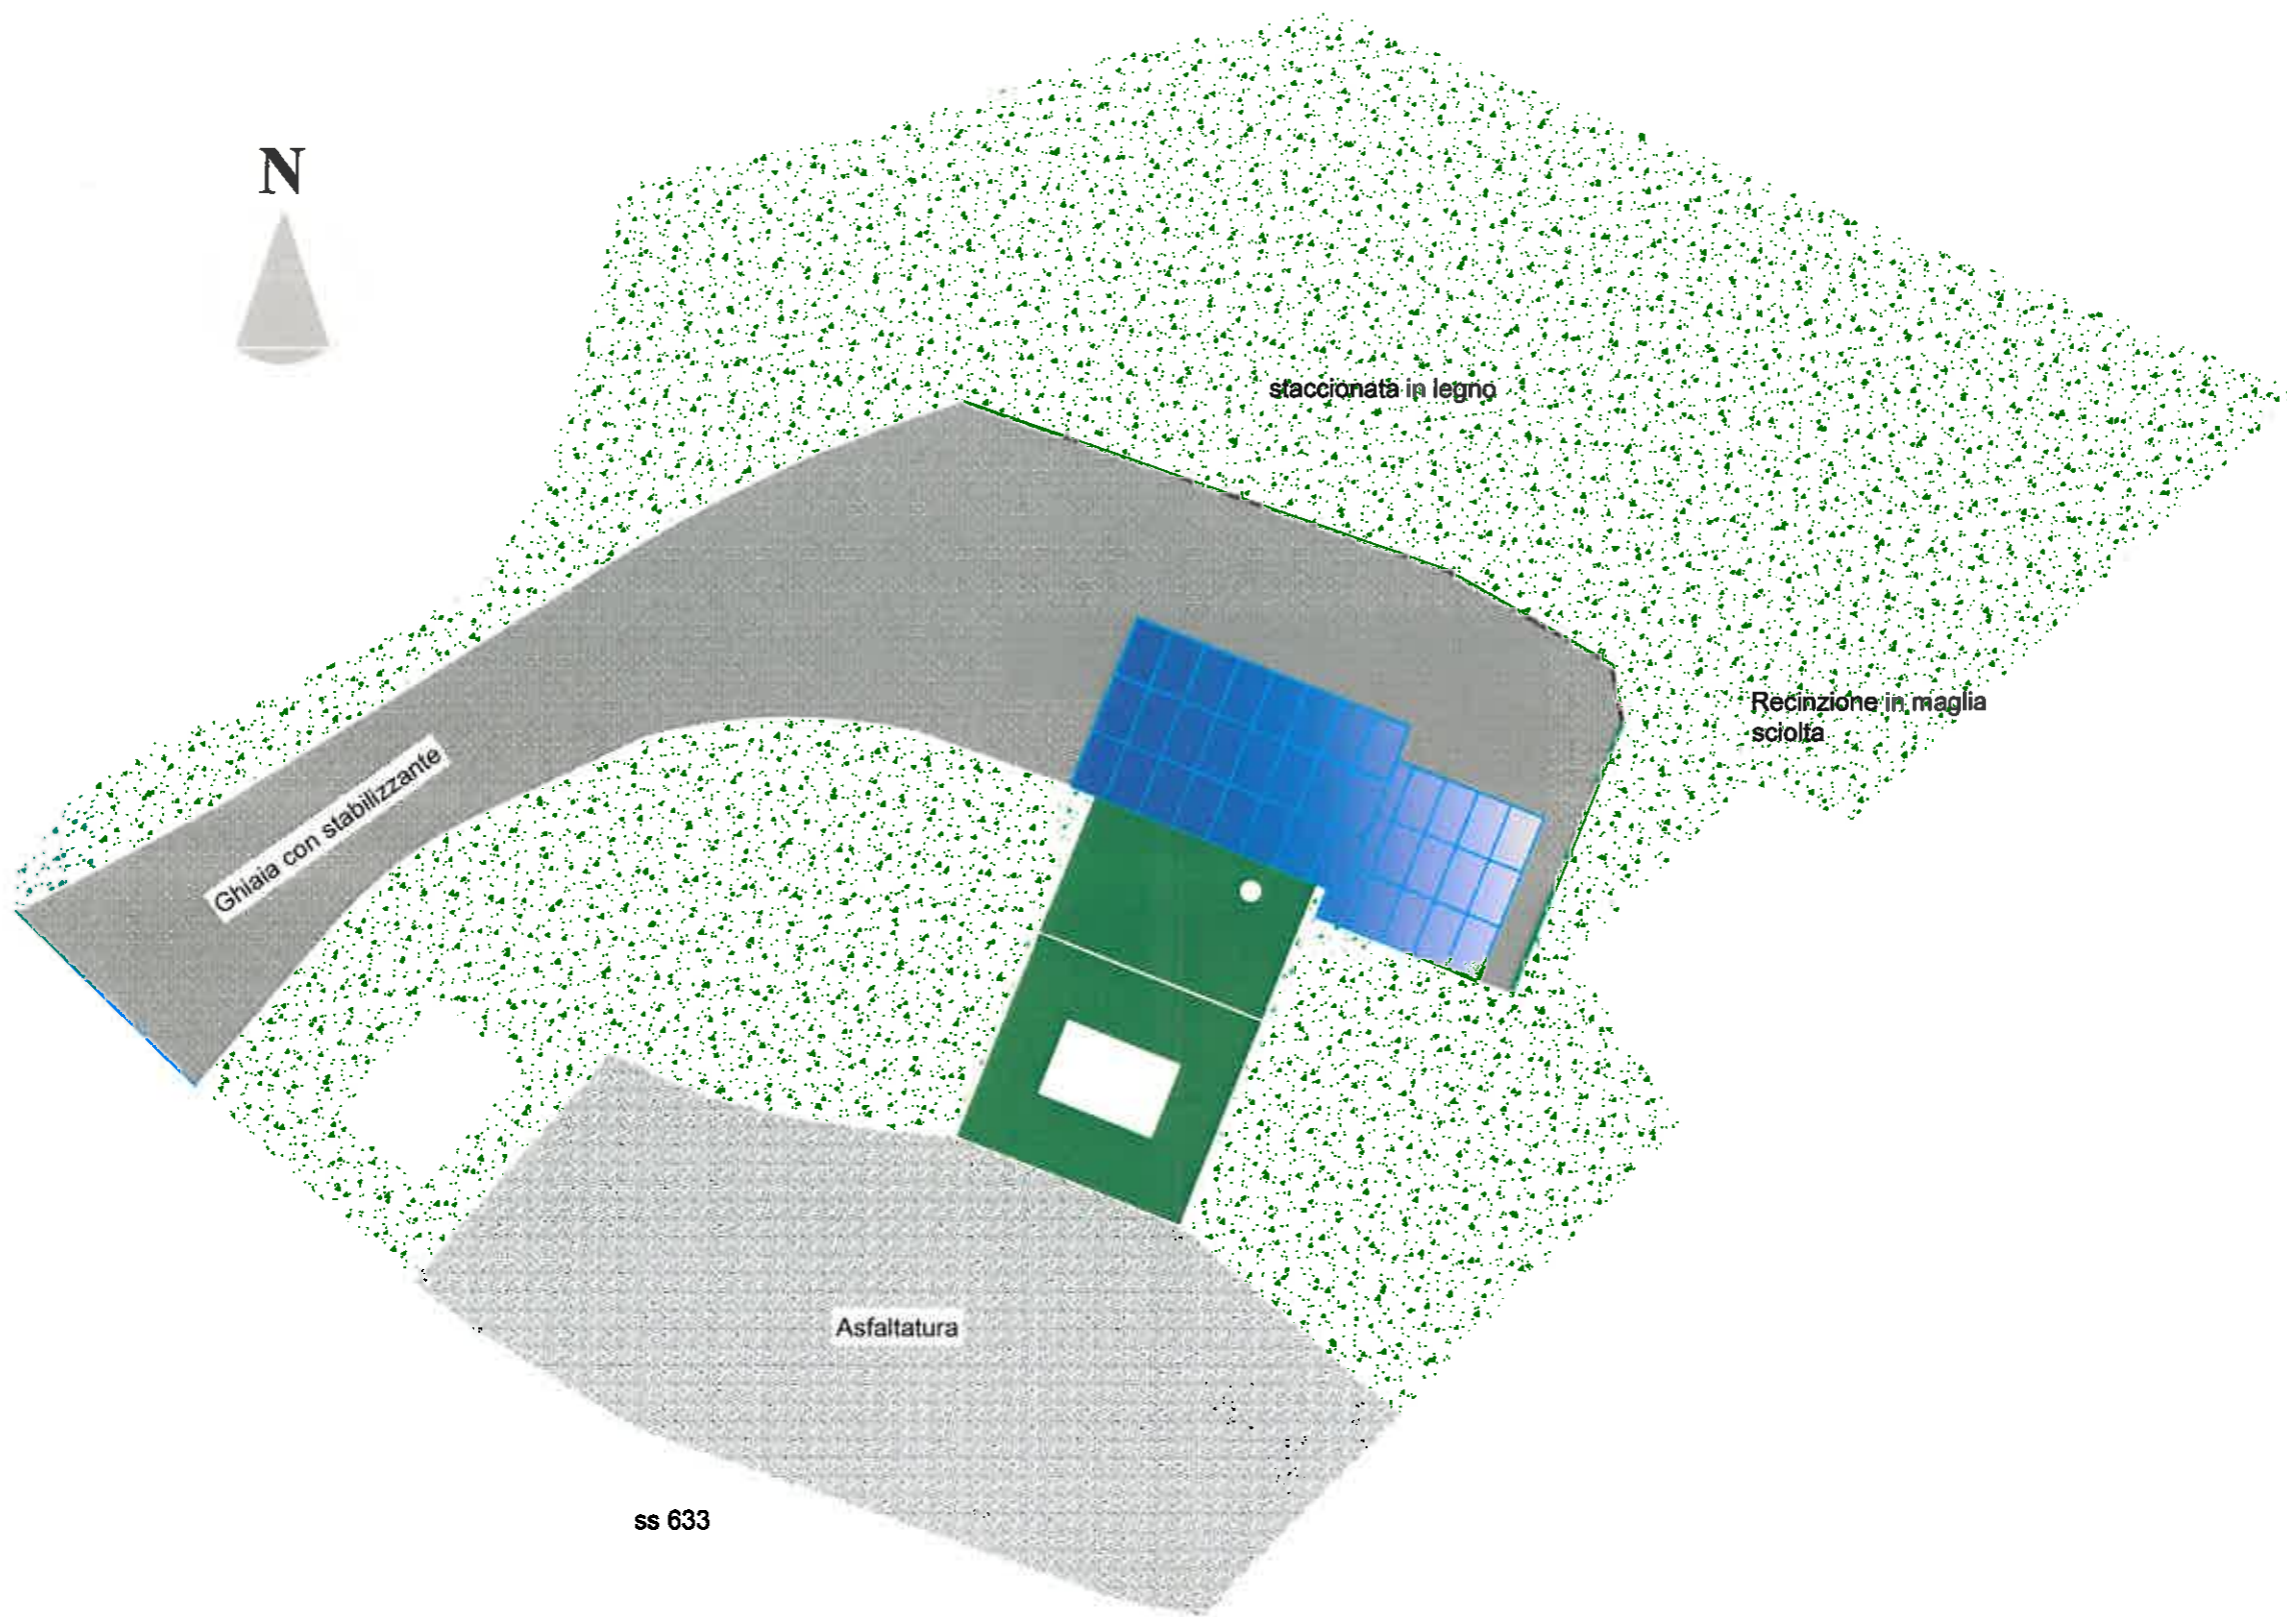 N
staccionata in legno
Recinzione in maglia
sciolta
Ghiaia con stabilizzante
Asfaltatura
ss 633